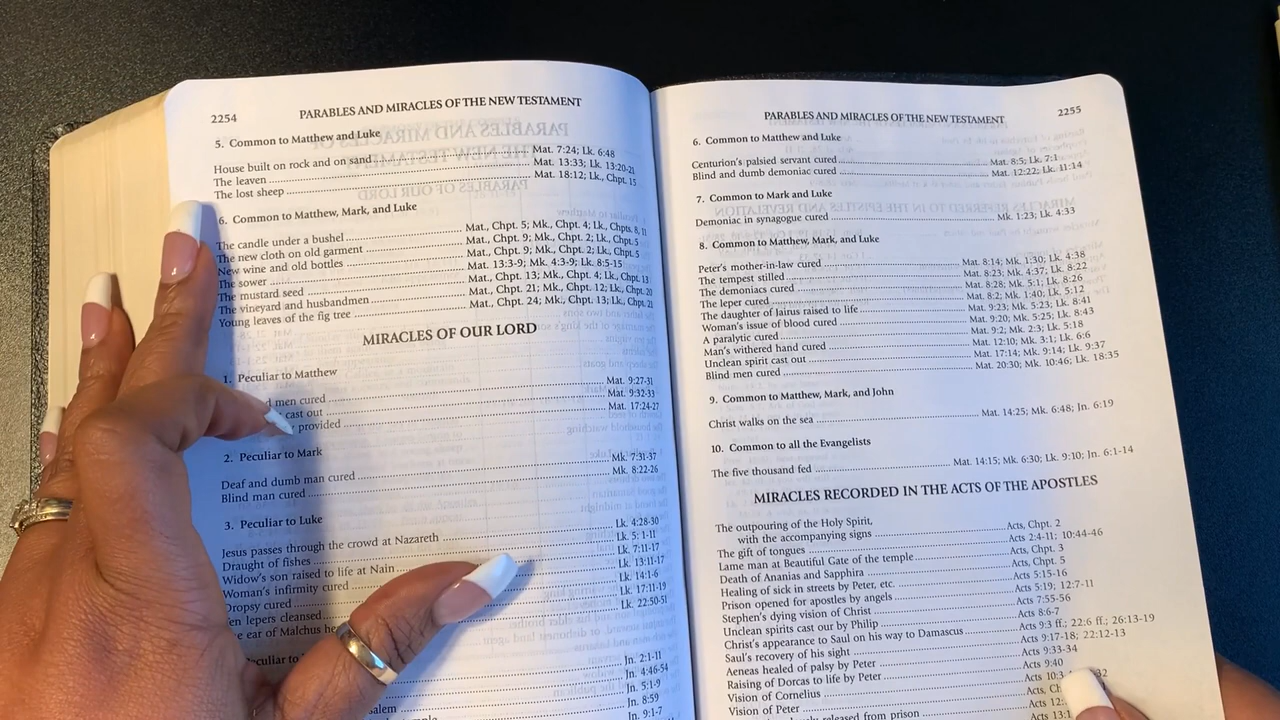 2254 PARABLES AND MIRACLES OF THE NEW TESTAMENT
5. Common to Matthew and Luke
House built on rock and on sand Mat. 7:24; Lk. 6:48
The leaven Mat. 13:33; Lk. 13:20-21
The lost sheep Mat. 18:12; Lk., Chpt. 15
6. Common to Matthew, Mark, and Luke
The candle under a bushel Mat., Chpt. 5; Mk., Chpt. 4; Lk., Chpts. 8, 11
The new cloth on old garment Mat., Chpt. 9; Mk., Chpt. 2; Lk., Chpt. 5
New wine and old bottles Mat., Chpt. 9; Mk., Chpt. 2; Lk., Chpt. 5
The sower Mat. 13:3-9; Mk. 4:3-9; Lk. 8:5-15
The mustard seed Mat., Chpt. 13; Mk., Chpt. 4; Lk., Chpt. 13
The vineyard and husbandmen Mat., Chpt. 21; Mk., Chpt. 12; Lk., Chpt. 20
Young leaves of the fig tree Mat., Chpt. 24; Mk., Chpt. 13; Lk., Chpt. 21
MIRACLES OF OUR LORD
1. Peculiar to Matthew
men cured Mat. 9:27-31
cast out Mat. 9:32-33
provided Mat. 17:24-27
2. Peculiar to Mark
Deaf and dumb man cured Mk. 7:31-37
Blind man cured Mk. 8:22-26
3. Peculiar to Luke
Jesus passes through the crowd at Nazareth Lk. 4:28-30
Draught of fishes Lk. 5: 1-11
Widow's son raised to life at Nain Lk. 7:11-17
Woman's infirmity cured Lk. 13:11-17
Dropsy cured Lk. 14:1-6
Ten lepers cleansed Lk. 17:11-19
ear of Malchus Lk. 22:50-51
Jn. 2:1-11
Jn. 4:46-54
Jn. 5:1-9
Jn. 8:59
Jn. 9:1-7
PARABLES AND MIRACLES OF THE NEW TESTAMENT 2255
6. Common to Matthew and Luke
Centurion's palsied servant cured Mat. 8:5; Lk. 7:1
Blind and dumb demoniac cured Mat. 12:22; Lk. 11:14
7. Common to Mark and Luke
Demoniac in synagogue cured Mk. 1:23; Lk. 4:33
8. Common to Matthew, Mark, and Luke
Peter's mother-in-law cured Mat. 8:14; Mk. 1:30; Lk. 4:38
The tempest stilled Mat. 8:23; Mk. 4:37; Lk. 8:22
The demoniacs cured Mat. 8:28; Mk. 5:1; Lk. 8:26
The leper cured Mat. 8:2; Mk. 1:40; Lk. 5:12
The daughter of Jairus raised to life Mat. 9:23; Mk. 5:23; Lk. 8:41
Woman's issue of blood cured Mat. 9:20; Mk. 5:25; Lk. 8:43
A paralytic cured Mat. 9:2; Mk. 2:3; Lk. 5:18
Man's withered hand cured Mat. 12:10; Mk. 3:1; Lk. 6:6
Unclean spirit cast out Mat. 17:14; Mk. 9:14; Lk. 9:37
Blind men cured Mat. 20:30; Mk. 10:46; Lk. 18:35
9. Common to Matthew, Mark, and John
Christ walks on the sea Mat. 14:25; Mk. 6:48; Jn. 6:19
10. Common to all the Evangelists
The five thousand fed Mat. 14:15; Mk. 6:30; Lk. 9:10; Jn. 6:1-14
MIRACLES RECORDED IN THE ACTS OF THE APOSTLES
The outpouring of the Holy Spirit,
with the accompanying signs Acts, Chpt. 2
The gift of tongues Acts 2:4-11; 10:44-46
Lame man at Beautiful Gate of the temple Acts, Chpt. 3
Death of Ananias and Sapphira Acts, Chpt. 5
Healing of sick in streets by Peter, etc. Acts 5:15-16
Prison opened for apostles by angels Acts 5:19; 12:7-11
Stephen's dying vision of Christ Acts 7:55-56
Unclean spirits cast our by Philip Acts 8:6-7
Christ's appearance to Saul on his way to Damascus Acts 9:3 ff.; 22:6 ff.; 26:13-19
Saul's recovery of his sight Acts 9:17-18; 22:12-13
Aeneas healed of palsy by Peter Acts 9:33-34
Raising of Dorcas to life by Peter Acts 9:40
Vision of Cornelius Acts 10:3
Vision of Peter Acts,
released from prison Acts 12: